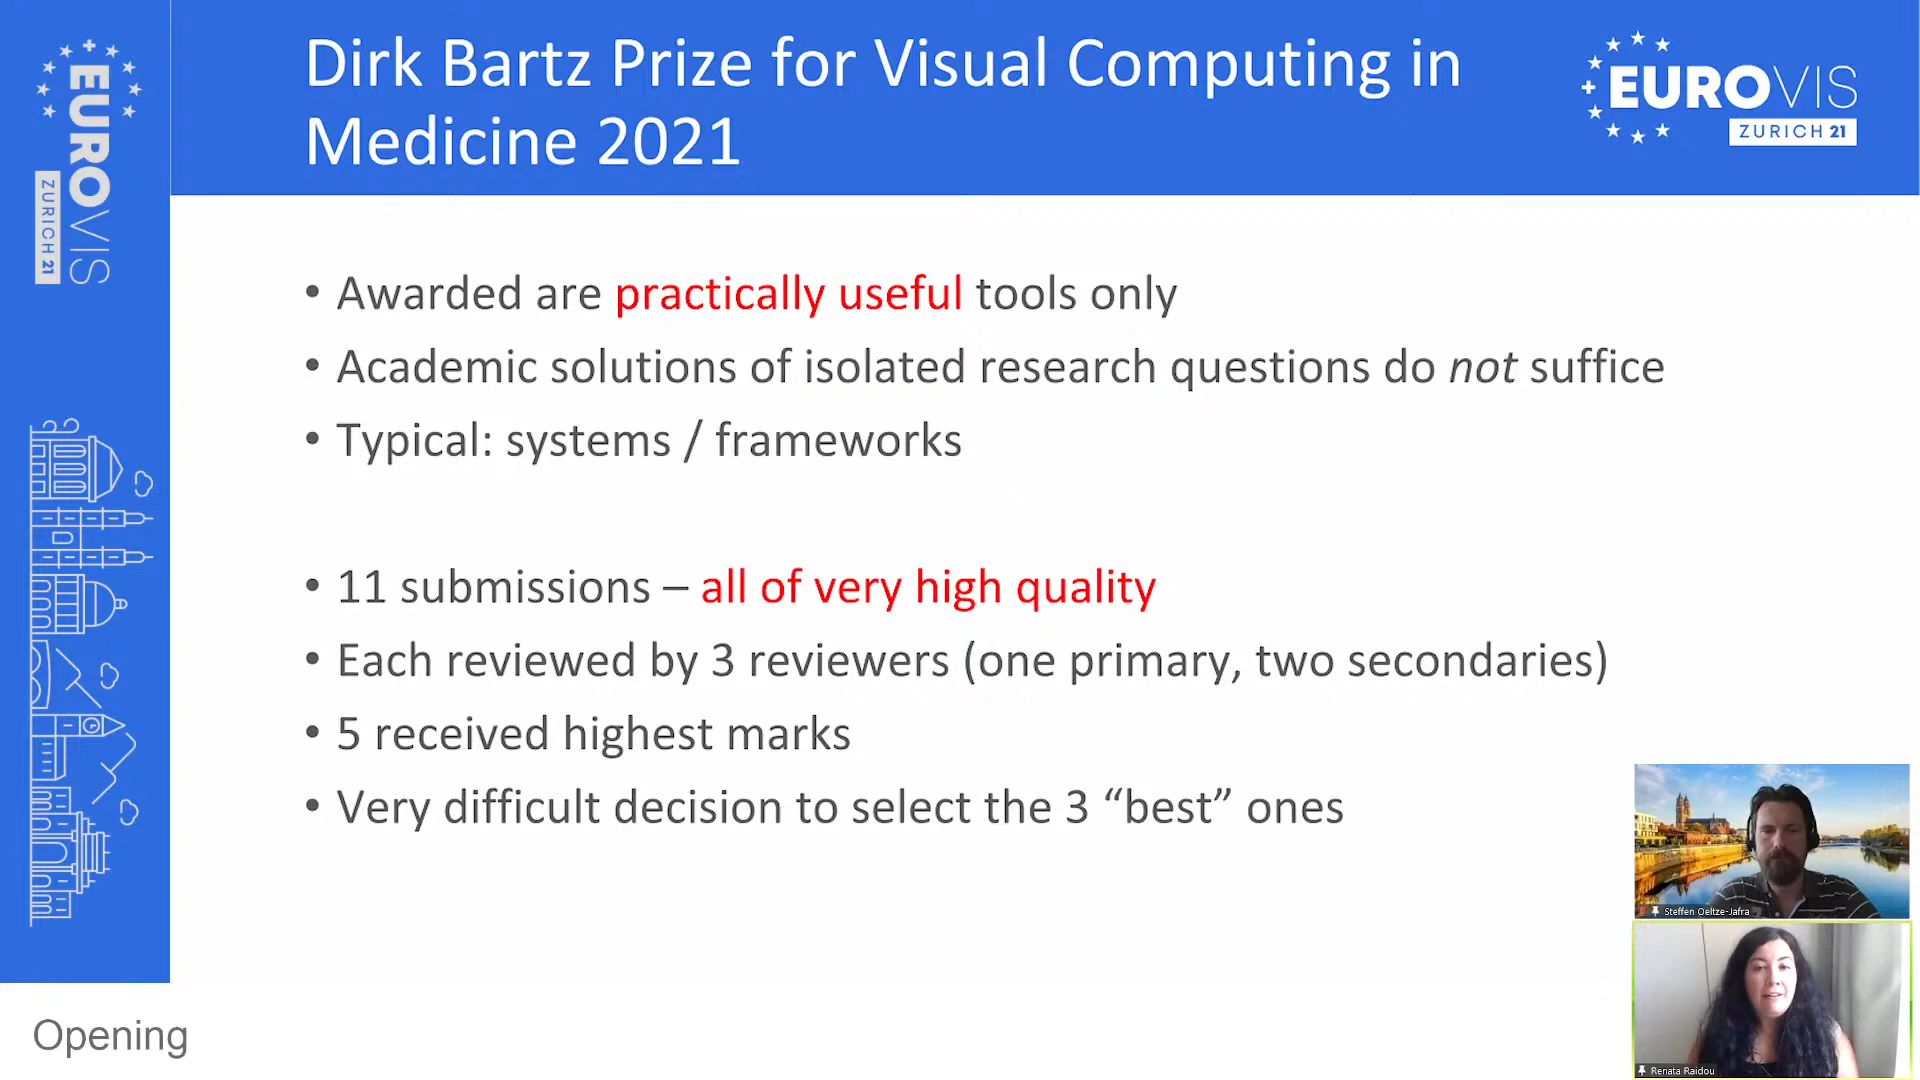 EUROVIS
ZURICH 21
Dirk Bartz Prize for Visual Computing in
Medicine 2021
EUROVIS
ZURICH 21
• Awarded are practically useful tools only
• Academic solutions of isolated research questions do not suffice
• Typical: systems / frameworks
• 11 submissions – all of very high quality
• Each reviewed by 3 reviewers (one primary, two secondaries)
• 5 received highest marks
• Very difficult decision to select the 3 “best” ones
Steffen Oeltze-Jafra
Renata Raidou
Opening